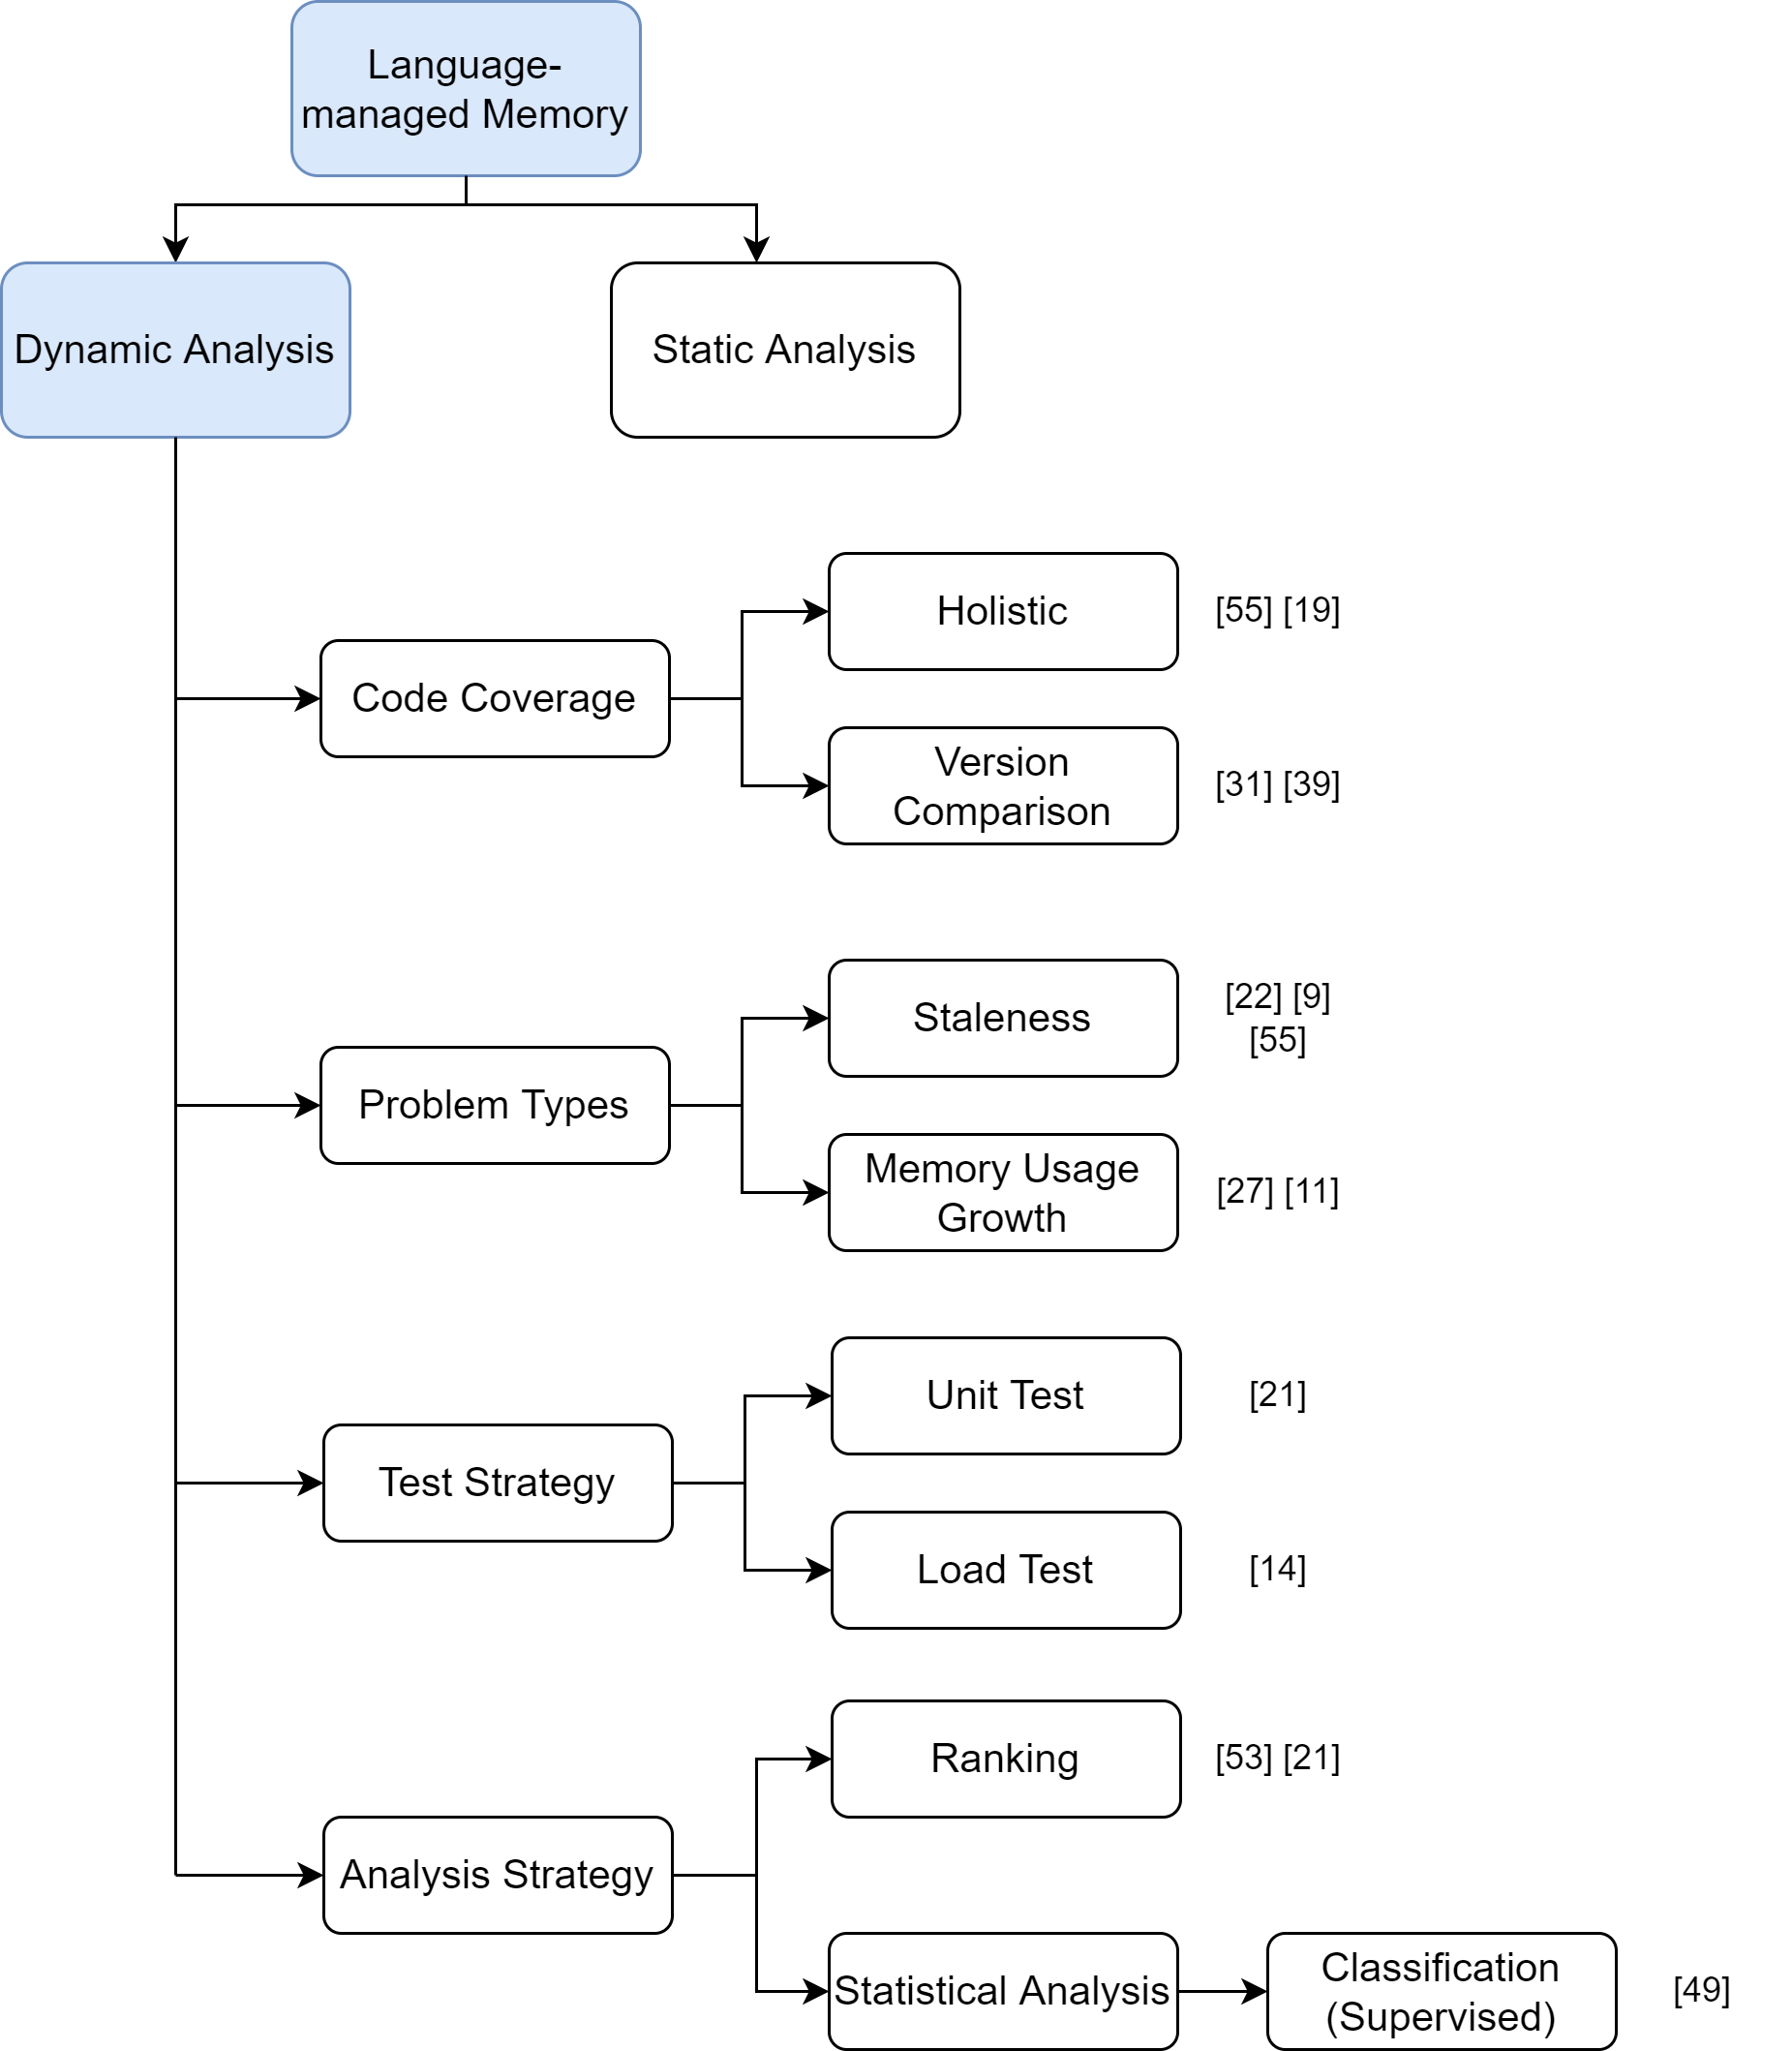 Language-
managed Memory
Dynamic Analysis
Static Analysis
Holistic
[55] [19]
Code Coverage
Version
Comparison
[31] [39]
Staleness
[22] [9]
[55]
Problem Types
Memory Usage
Growth
[27] [11]
Unit Test
[21]
Test Strategy
Load Test
[14]
Ranking
[53] [21]
Analysis Strategy
Statistical Analysis
Classification
(Supervised)
[49]